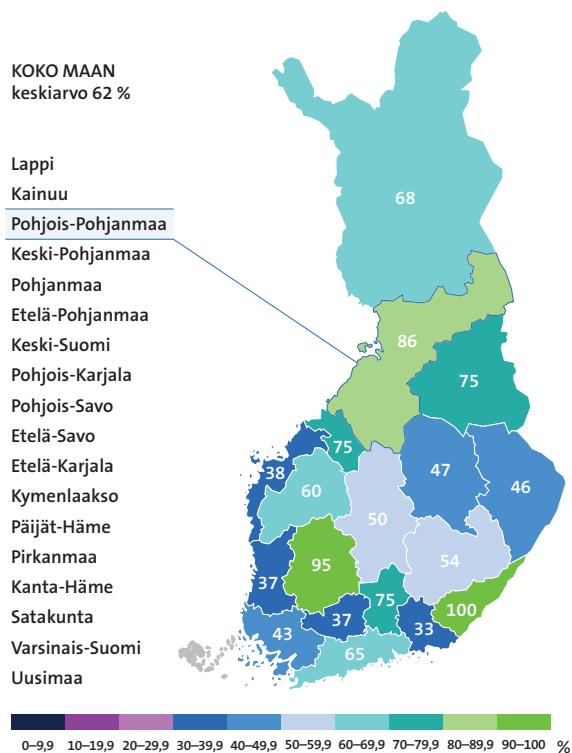 KOKO MAAN
keskiarvo 62 %
Lappi
Kainuu
Pohjois-Pohjanmaa
Keski-Pohjanmaa
Pohjanmaa
Etelä-Pohjanmaa
Keski-Suomi
Pohjois-Karjala
Pohjois-Savo
Etelä-Savo
Etelä-Karjala
Kymenlaakso
Päijät-Häme
Pirkanmaa
Kanta-Häme
Satakunta
Varsinais-Suomi
Uusimaa
68
86
75
75
38
47
46
60
50
54
95
37
75
100
37
33
43
65
0–9,9 10–19,9 20–29,9 30–39,9 40–49,9 50–59,9 60–69,9 70–79,9 80–89,9 90–100 %